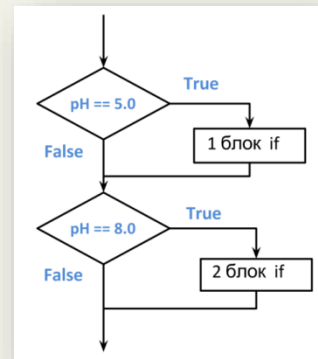 True
pH == 5.0
1 блок if
False
True
pH == 8.0
2 блок if
False